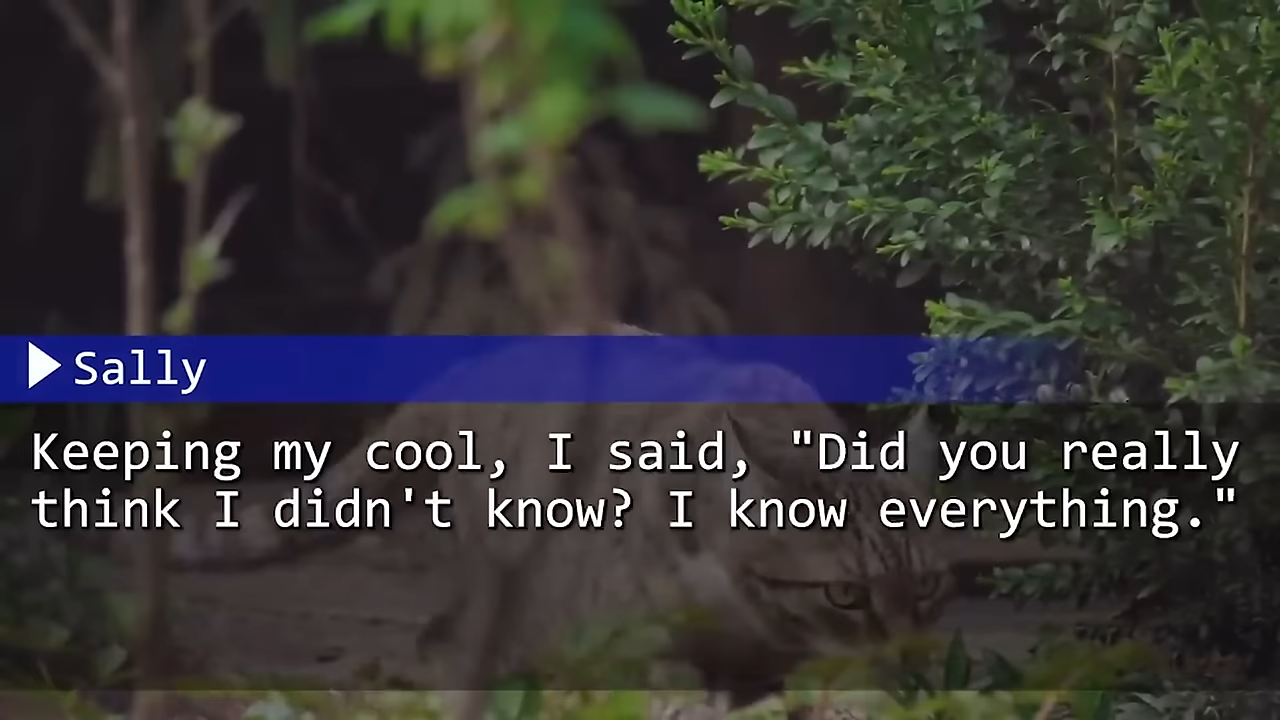 Sally
Keeping my cool, I said, "Did you really
think I didn't know? I know everything."